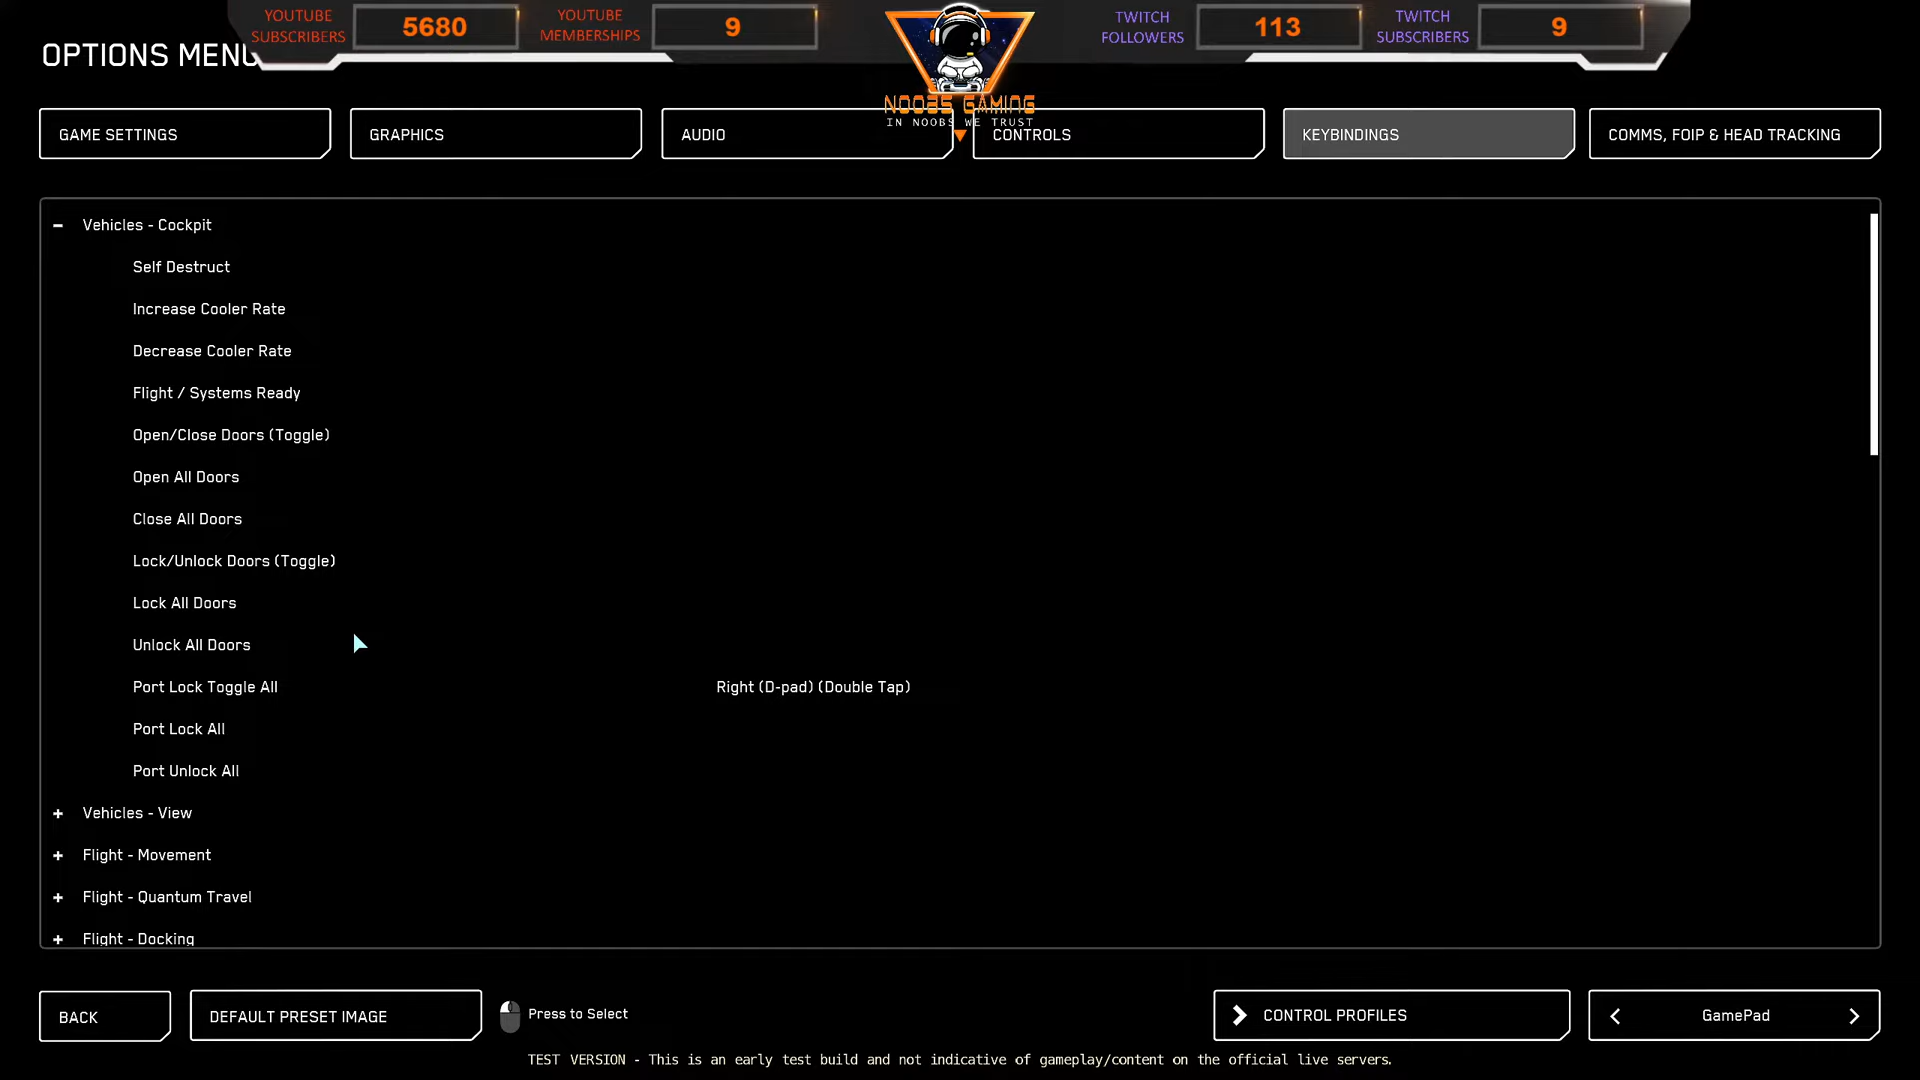 YOUTUBE
SUBSCRIBERS
5680
YOUTUBE
MEMBERSHIPS
9
TWITCH
FOLLOWERS
113
TWITCH
SUBSCRIBERS
9
OPTIONS MENU
NOOBS GAMING
IN NOOBS WE TRUST
GAME SETTINGS
GRAPHICS
AUDIO
CONTROLS
KEYBINDINGS
COMMS, FOIP & HEAD TRACKING
− Vehicles - Cockpit
Self Destruct
Increase Cooler Rate
Decrease Cooler Rate
Flight / Systems Ready
Open/Close Doors (Toggle)
Open All Doors
Close All Doors
Lock/Unlock Doors (Toggle)
Lock All Doors
Unlock All Doors
Port Lock Toggle All Right (D-pad) (Double Tap)
Port Lock All
Port Unlock All
+ Vehicles - View
+ Flight - Movement
+ Flight - Quantum Travel
+ Flight - Docking
BACK
DEFAULT PRESET IMAGE
Press to Select
CONTROL PROFILES
GamePad
TEST VERSION - This is an early test build and not indicative of gameplay/content on the official live servers.